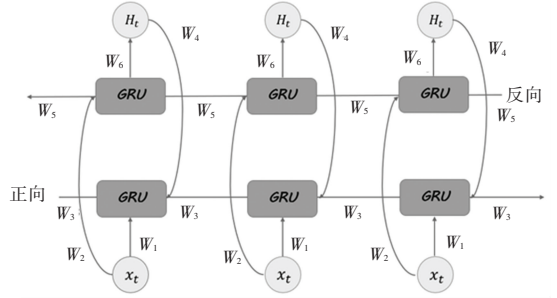 H_t H_t H_t
W_4 W_4 W_4
W_6 W_6 W_6
GRU GRU GRU 反向
W_5 W_5 W_5 W_5
正向 GRU GRU GRU
W_3 W_3 W_3 W_3
W_2 W_1 W_2 W_1 W_2 W_1
x_t x_t x_t